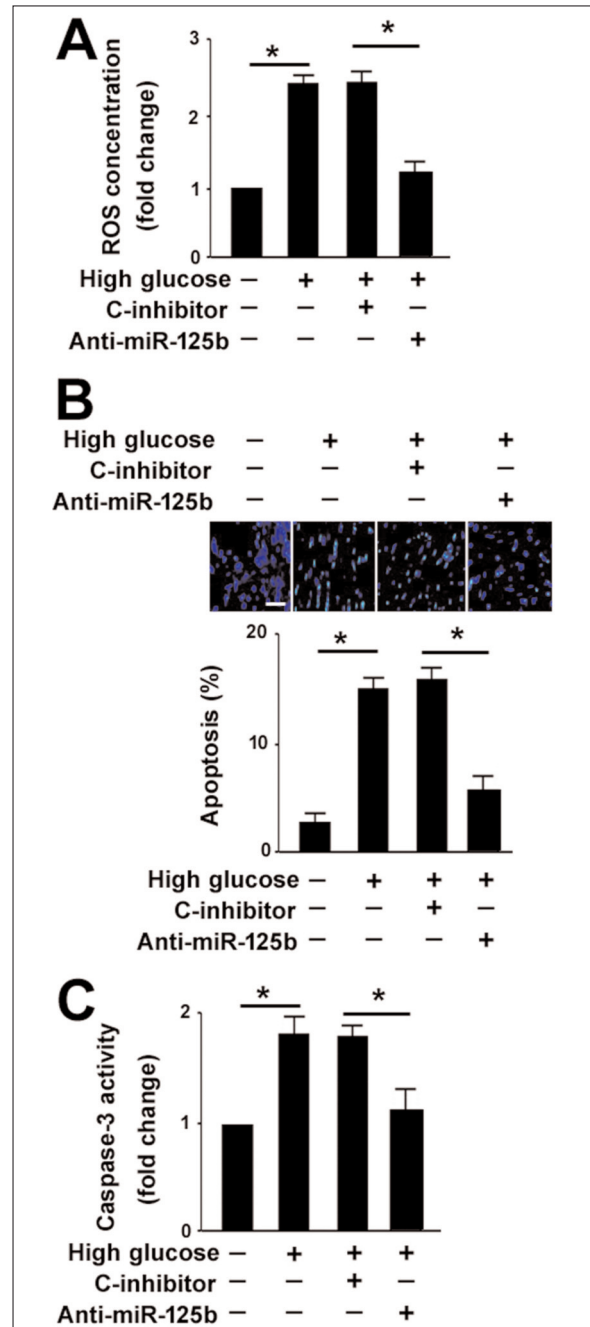 A
ROS concentration
(fold change)
3
2
1
0
*
*
High glucose – + + +
C-inhibitor – – + –
Anti-miR-125b – – – +
B
High glucose – + + +
C-inhibitor – – + –
Anti-miR-125b – – – +
Apoptosis (%)
20
10
0
*
*
High glucose – + + +
C-inhibitor – – + –
Anti-miR-125b – – – +
C
Caspase-3 activity
(fold change)
2
1
0
*
*
High glucose – + + +
C-inhibitor – – + –
Anti-miR-125b – – – +